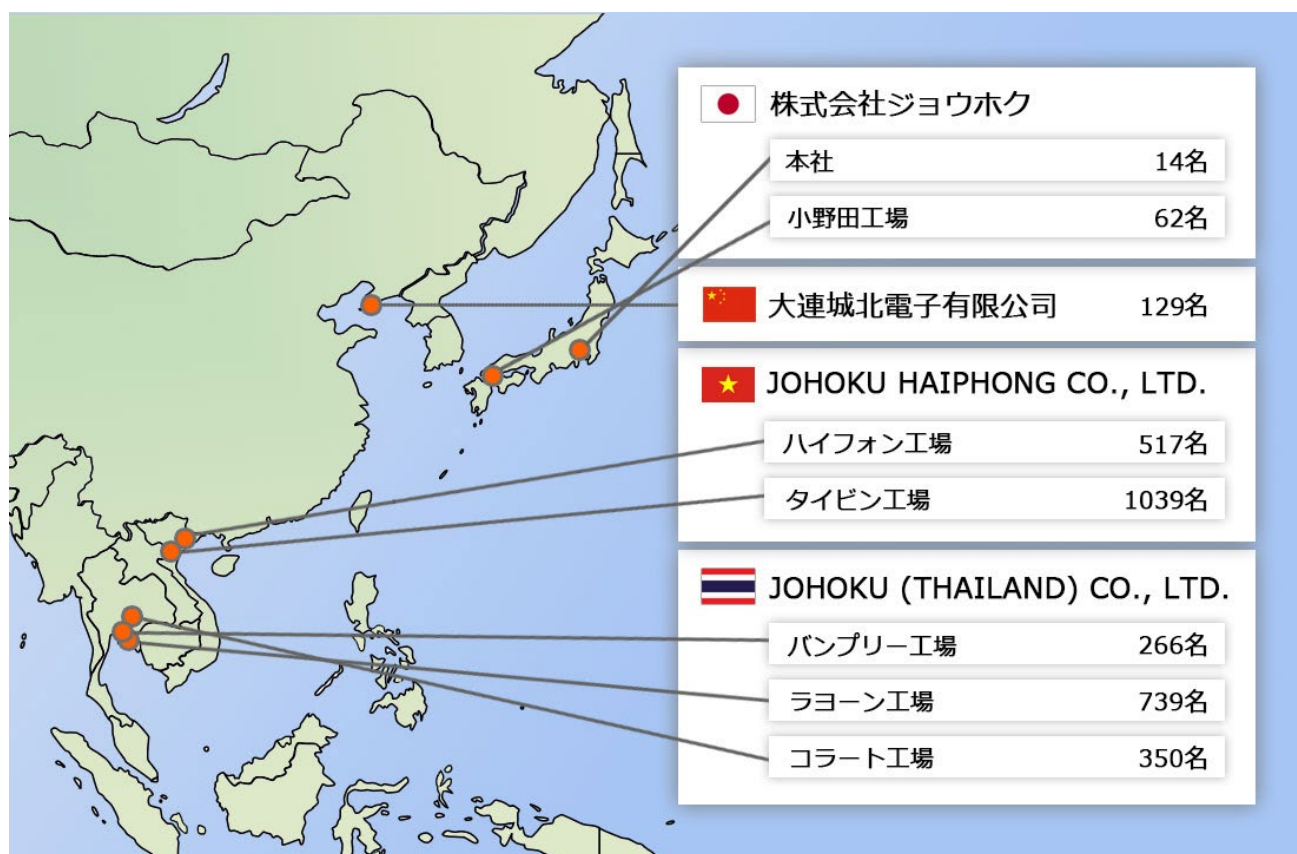 株式会社ジョウホク
本社 14名
小野田工場 62名
大連城北電子有限公司 129名
JOHOKU HAIPHONG CO., LTD.
ハイフォン工場 517名
タイビン工場 1039名
JOHOKU (THAILAND) CO., LTD.
バンプリー工場 266名
ラヨーン工場 739名
コラート工場 350名